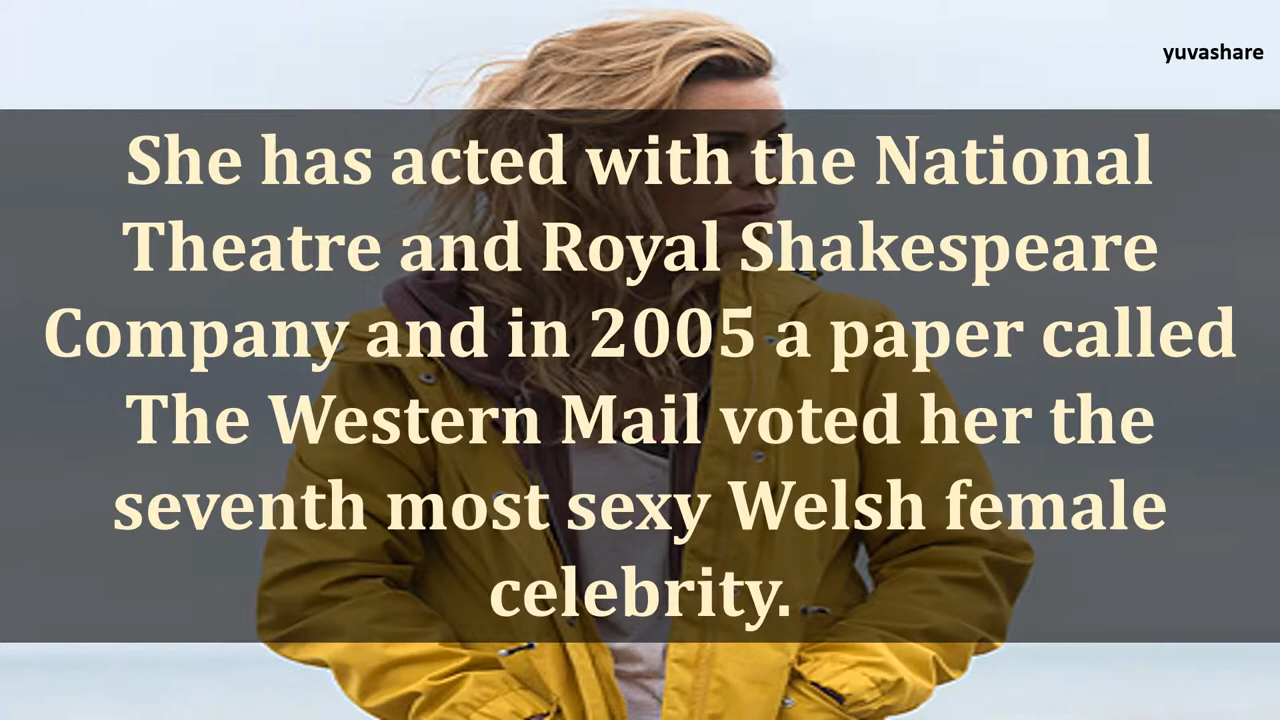 yuvashare
She has acted with the National
Theatre and Royal Shakespeare
Company and in 2005 a paper called
The Western Mail voted her the
seventh most sexy Welsh female
celebrity.